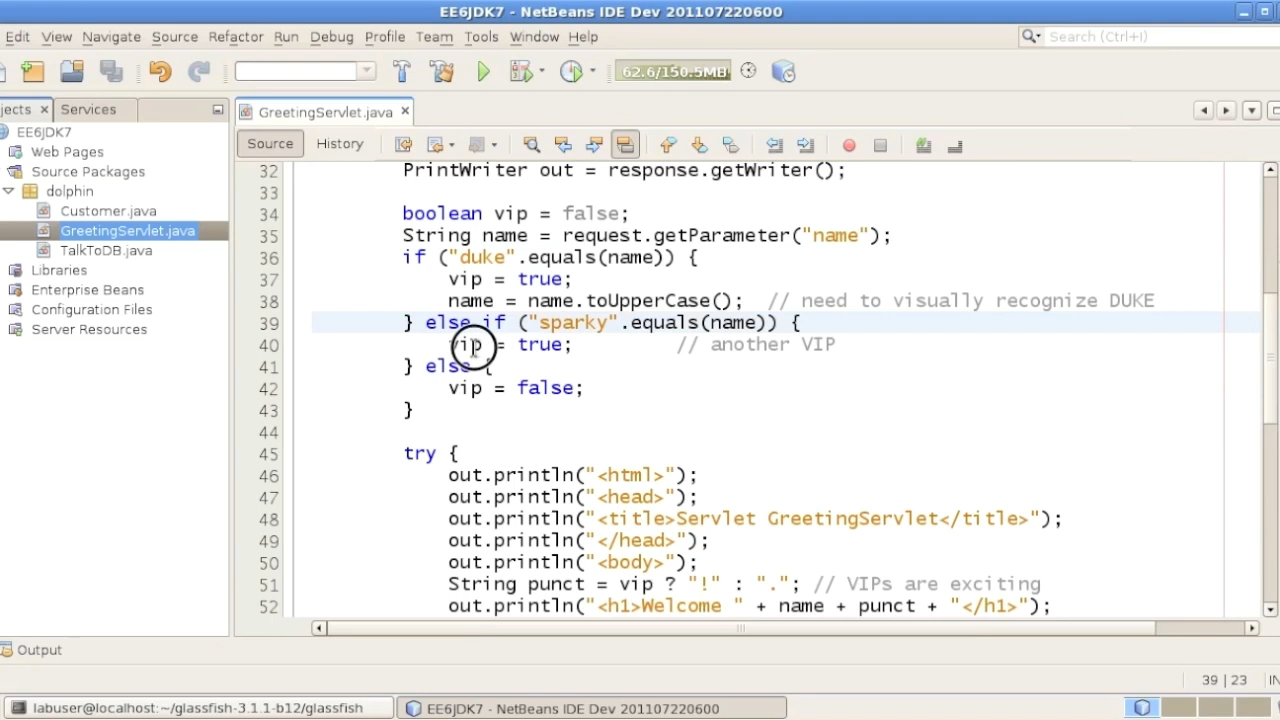 EE6JDK7 - NetBeans IDE Dev 201107220600
Edit View Navigate Source Refactor Run Debug Profile Team Tools Window Help Search (Ctrl+I)
62.6/150.5MB
jects Services GreetingServlet.java
Source History
EE6JDK7
Web Pages
Source Packages
dolphin
Customer.java
GreetingServlet.java
TalkToDB.java
Libraries
Enterprise Beans
Configuration Files
Server Resources
32 PrintWriter out = response.getWriter();
33
34 boolean vip = false;
35 String name = request.getParameter("name");
36 if ("duke".equals(name)) {
37 vip = true;
38 name = name.toUpperCase(); // need to visually recognize DUKE
39 } else if ("sparky".equals(name)) {
40 vip = true; // another VIP
41 } else {
42 vip = false;
43 }
44
45 try {
46 out.println("<html>");
47 out.println("<head>");
48 out.println("<title>Servlet GreetingServlet</title>");
49 out.println("</head>");
50 out.println("<body>");
51 String punct = vip ? "!" : "."; // VIPs are exciting
52 out.println("<h1>Welcome " + name + punct + "</h1>");
Output
39 | 23 IN
labuser@localhost:~/glassfish-3.1.1-b12/glassfish EE6JDK7 - NetBeans IDE Dev 201107220600